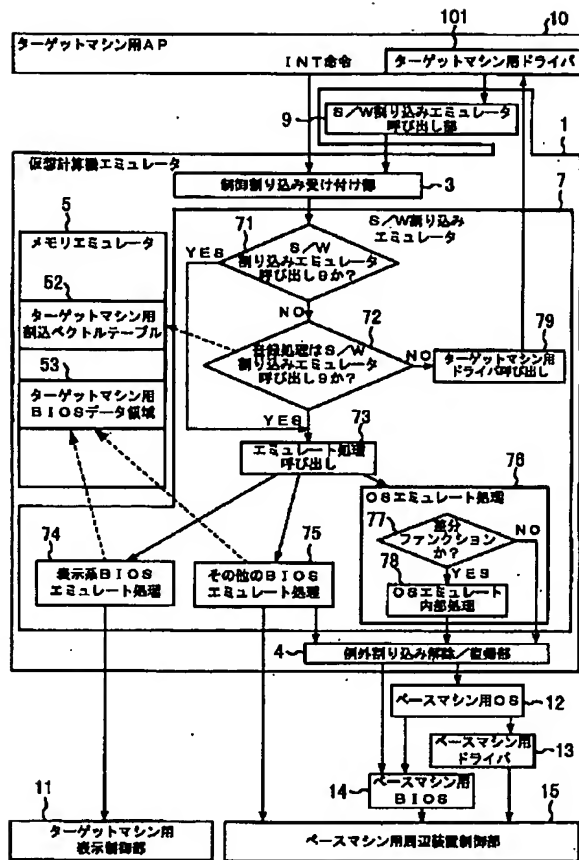 10
ターゲットマシン用AP
101
INT命令
ターゲットマシン用ドライバ
9
S/W割り込みエミュレータ
呼び出し部
1
仮想計算機エミュレータ
制御割り込み受け付け部
3
7
5
メモリエミュレータ
71
S/W割り込み
エミュレータ
S/W
割り込みエミュレータ
呼び出し9か?
YES
NO
52
ターゲットマシン用
割込ベクトルテーブル
72
登録処理はS/W
割り込みエミュレータ
呼び出し9か?
NO
79
ターゲットマシン用
ドライバ呼び出し
53
ターゲットマシン用
BIOSデータ領域
YES
73
エミュレート処理
呼び出し
76
OSエミュレート処理
77
差分
ファンクション
か?
NO
YES
78
OSエミュレート
内部処理
74
表示系BIOS
エミュレート処理
75
その他のBIOS
エミュレート処理
4
例外割り込み解除/復帰部
ベースマシン用OS
12
ベースマシン用
ドライバ
13
14
ベースマシン用
BIOS
11
ターゲットマシン用
表示制御部
15
ベースマシン用周辺装置制御部